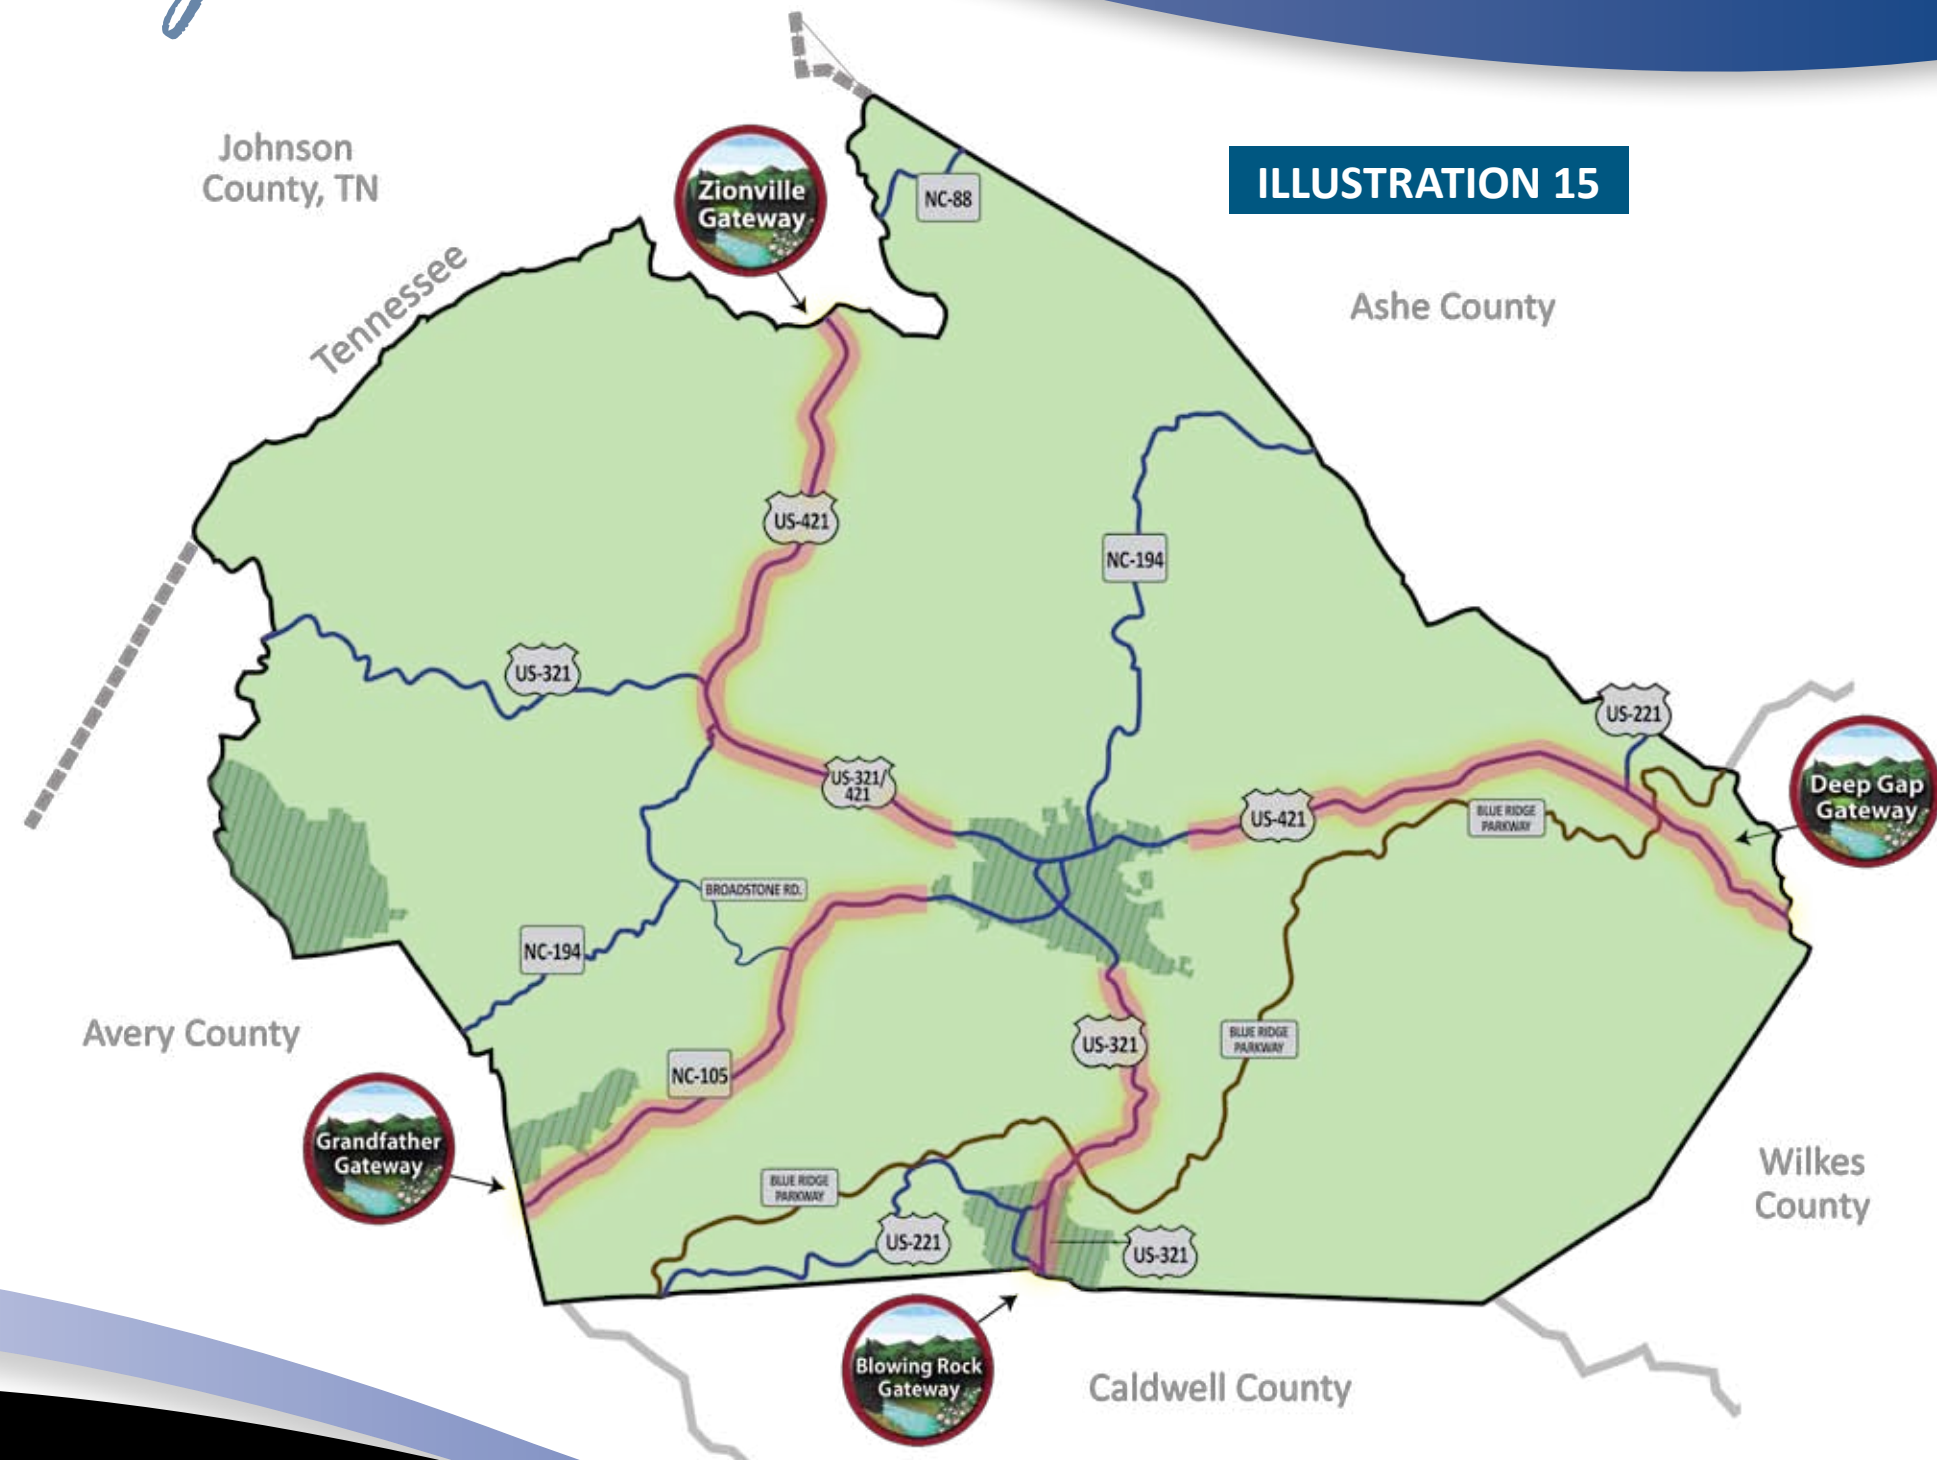 Johnson
County, TN
Zionville
Gateway
NC-88
ILLUSTRATION 15
Tennessee
Ashe County
US-421
NC-194
US-321
US-221
Deep Gap
Gateway
US-321/
421
US-421
BLUE RIDGE
PARKWAY
BROADSTONE RD.
NC-194
Avery County
BLUE RIDGE
PARKWAY
US-321
NC-105
Grandfather
Gateway
BLUE RIDGE
PARKWAY
Wilkes
County
US-221
US-321
Blowing Rock
Gateway
Caldwell County